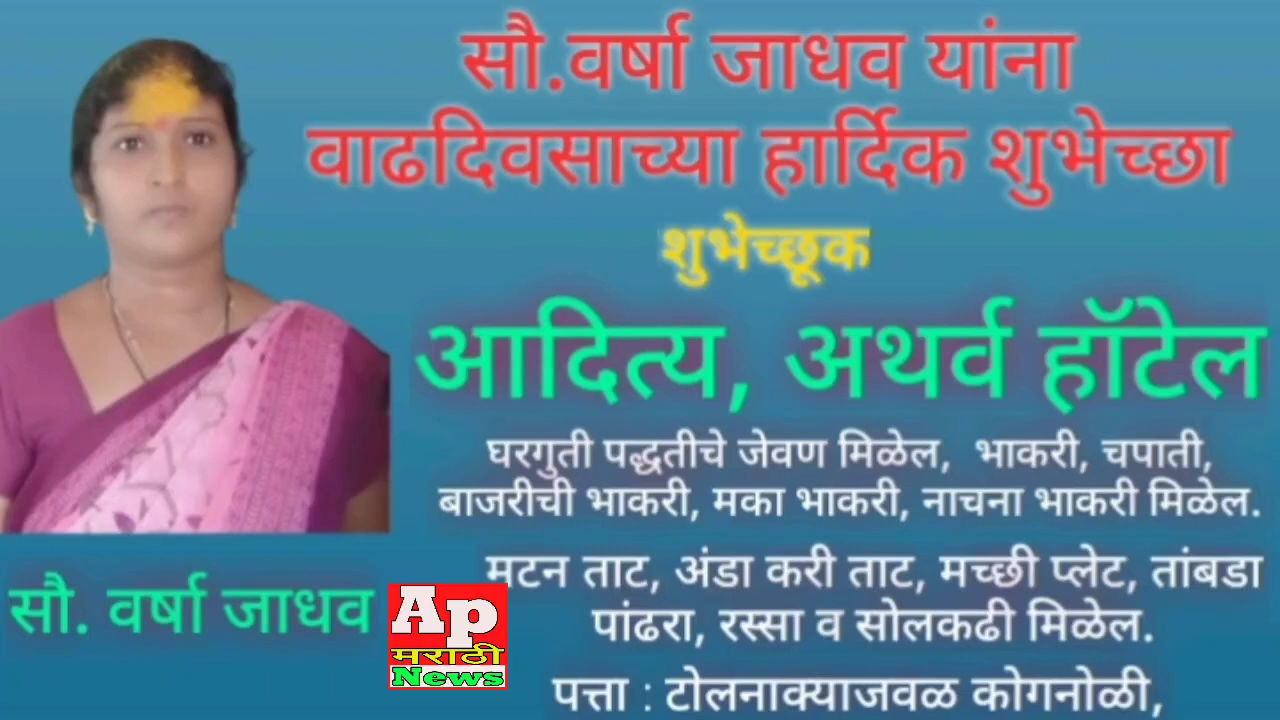 सौ.वर्षा जाधव यांना
वाढदिवसाच्या हार्दिक शुभेच्छा
शुभेच्छूक
आदित्य, अथर्व हॉटेल
घरगुती पद्धतीचे जेवण मिळेल, भाकरी, चपाती,
बाजरीची भाकरी, मका भाकरी, नाचना भाकरी मिळेल.
मटन ताट, अंडा करी ताट, मच्छी प्लेट, तांबडा
पांढरा, रस्सा व सोलकढी मिळेल.
पत्ता : टोलनाक्याजवळ कोगनोळी,
सौ. वर्षा जाधव
Ap
मराठी
News